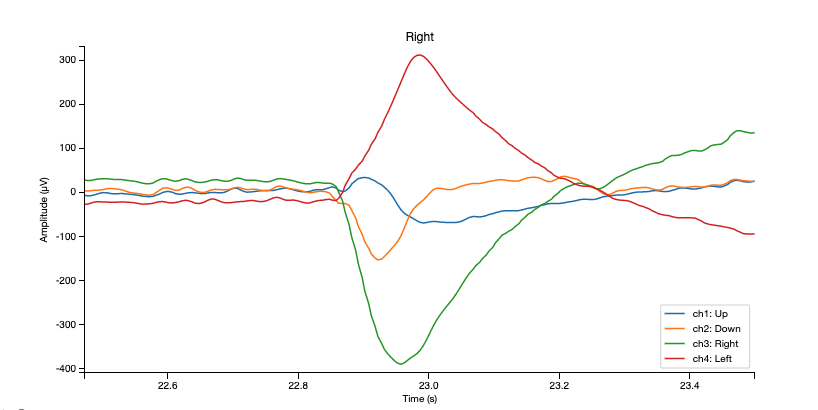 Right
300
200
100
0
-100
-200
-300
-400
Amplitude (µV)
22.6 22.8 23.0 23.2 23.4
Time (s)
ch1: Up
ch2: Down
ch3: Right
ch4: Left